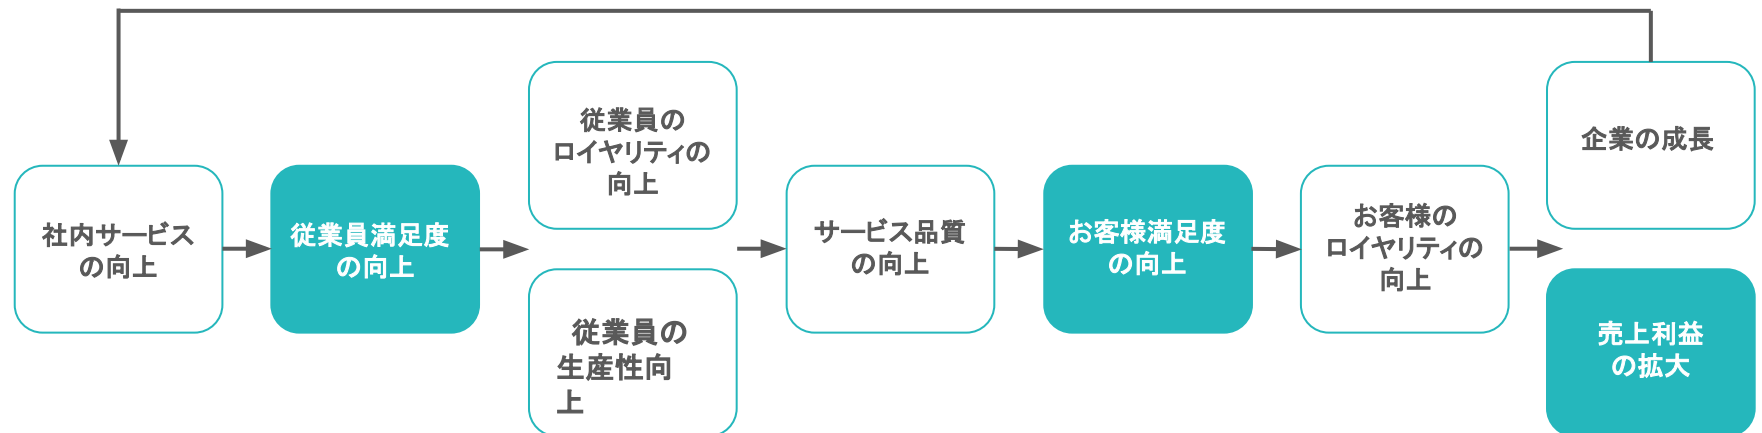 社内サービス
の向上
従業員満足度
の向上
従業員の
ロイヤリティの
向上
従業員の
生産性向
上
サービス品質
の向上
お客様満足度
の向上
お客様の
ロイヤリティの
向上
企業の成長
売上利益
の拡大